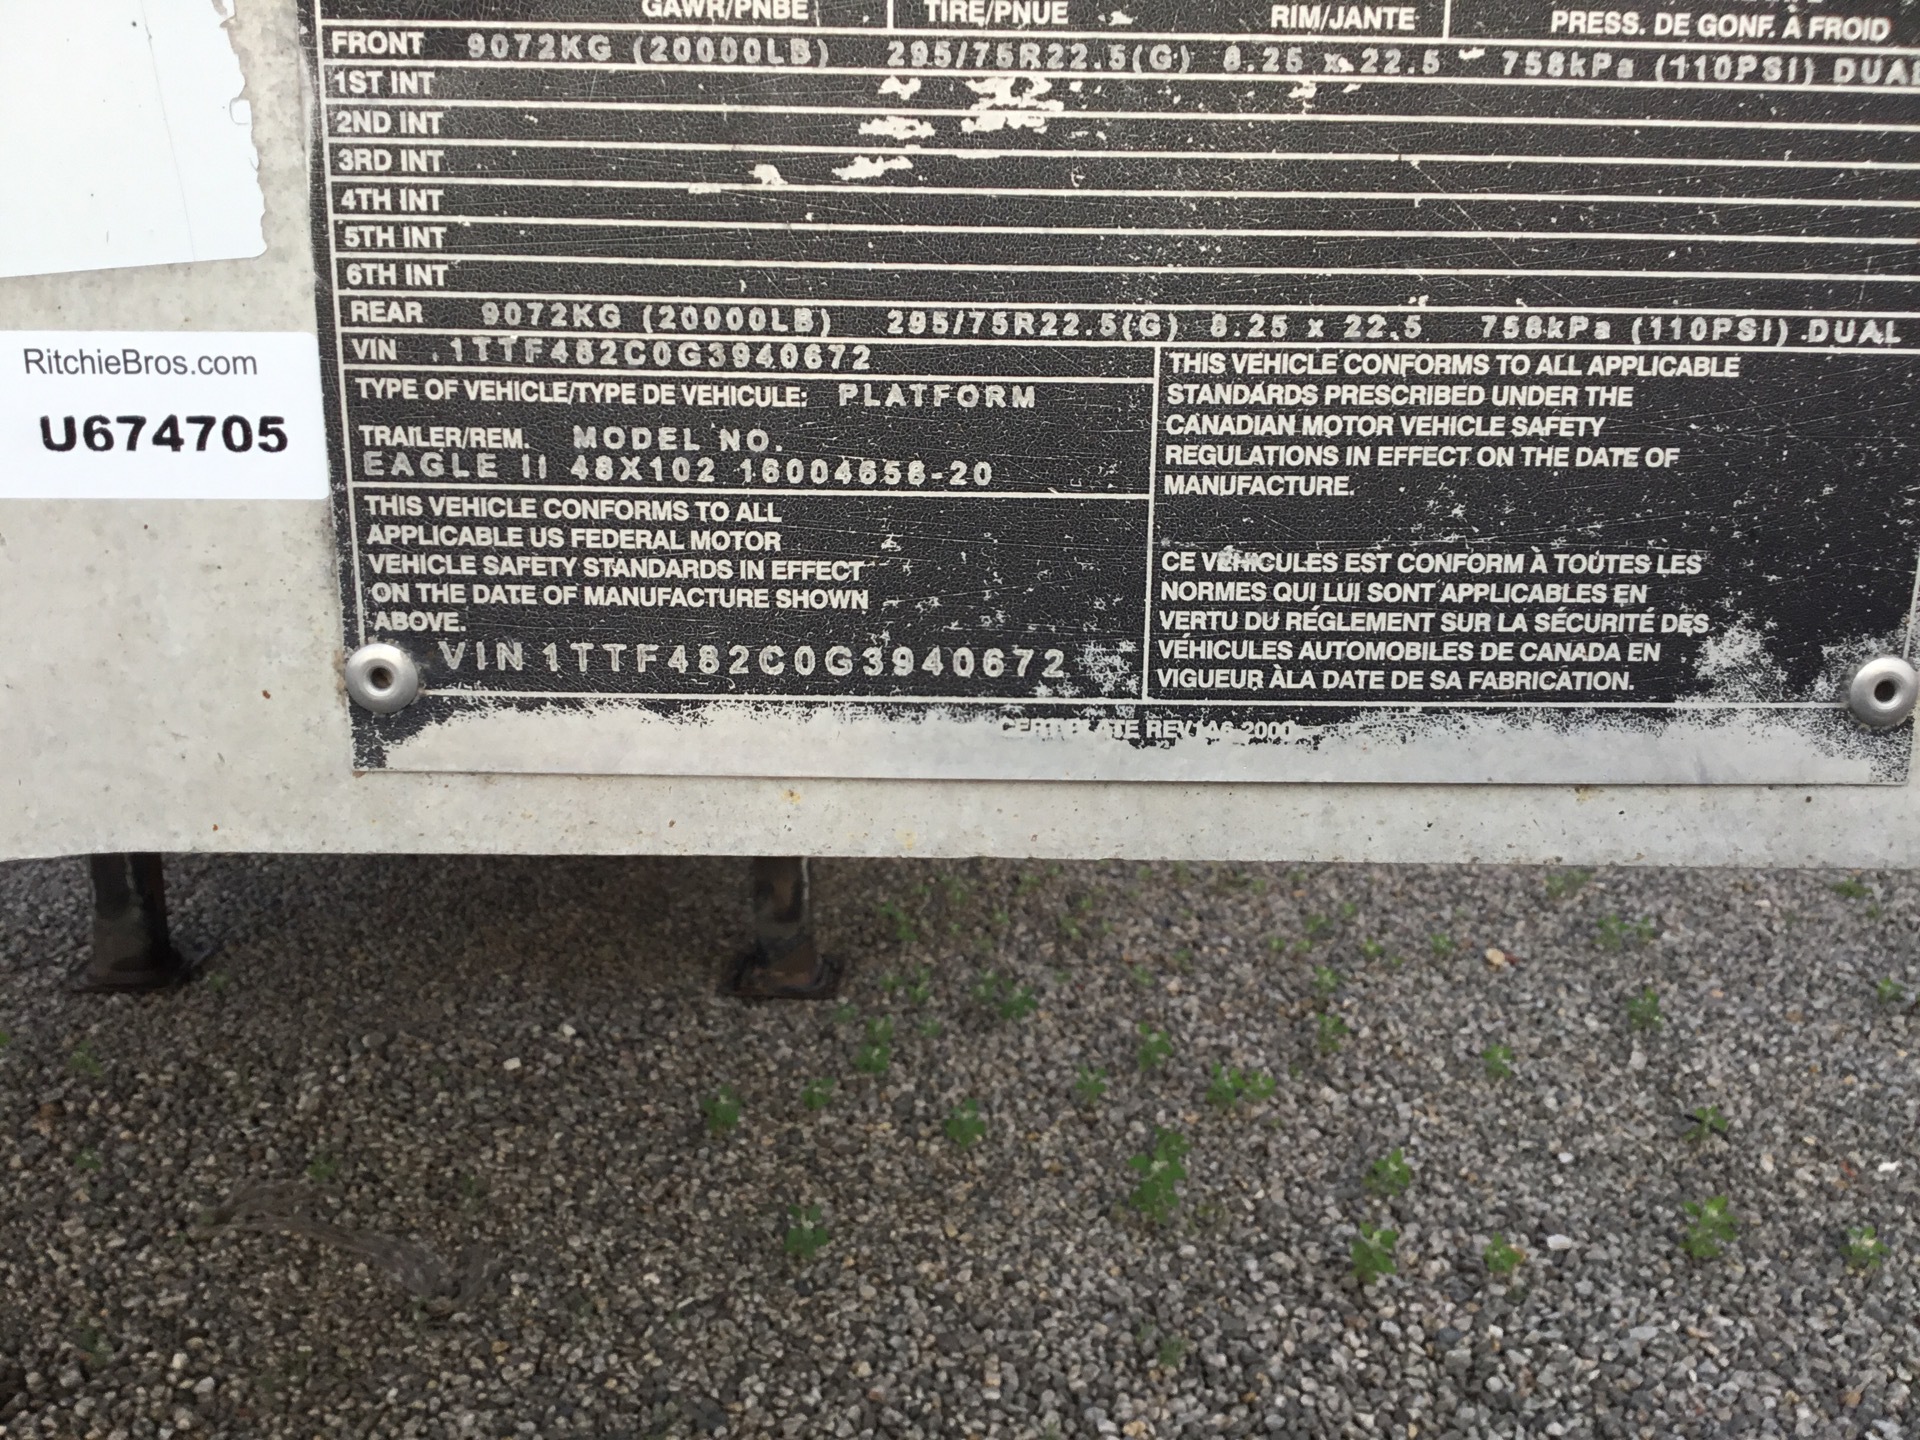 GAWR/PNBE TIRE/PNUE RIM/JANTE PRESS. DE GONF. À FROID
FRONT 9072KG (20000LB) 295/75R22.5(G) 8.25 x 22.5 758kPa (110PSI) DUAL
1ST INT
2ND INT
3RD INT
4TH INT
5TH INT
6TH INT
REAR 9072KG (20000LB) 295/75R22.5(G) 8.25 x 22.5 758kPa (110PSI) DUAL
VIN 1TTF482C0G3940672
TYPE OF VEHICLE/TYPE DE VEHICULE: PLATFORM
TRAILER/REM. MODEL NO.
EAGLE II 48X102 16004658-20
THIS VEHICLE CONFORMS TO ALL
APPLICABLE US FEDERAL MOTOR
VEHICLE SAFETY STANDARDS IN EFFECT
ON THE DATE OF MANUFACTURE SHOWN
ABOVE.
VIN 1TTF482C0G3940672
THIS VEHICLE CONFORMS TO ALL APPLICABLE
STANDARDS PRESCRIBED UNDER THE
CANADIAN MOTOR VEHICLE SAFETY
REGULATIONS IN EFFECT ON THE DATE OF
MANUFACTURE.
CE VÉHICULES EST CONFORM À TOUTES LES
NORMES QUI LUI SONT APPLICABLES EN
VERTU DU RÉGLEMENT SUR LA SÉCURITÉ DES
VÉHICULES AUTOMOBILES DE CANADA EN
VIGUEUR ÀLA DATE DE SA FABRICATION.
REV
RitchieBros.com
U674705